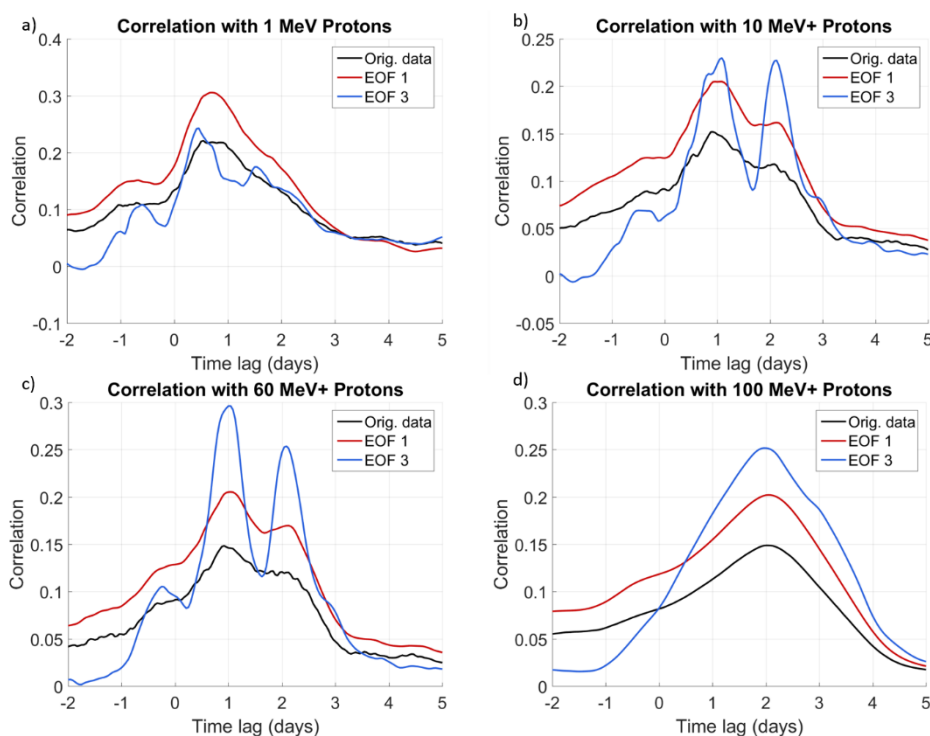 a)
Correlation with 1 MeV Protons
0.4
0.3
0.2
0.1
0
-0.1
Correlation
-2 -1 0 1 2 3 4 5
Time lag (days)
Orig. data
EOF 1
EOF 3
b)
Correlation with 10 MeV+ Protons
0.25
0.2
0.15
0.1
0.05
0
-0.05
Correlation
-2 -1 0 1 2 3 4 5
Time lag (days)
Orig. data
EOF 1
EOF 3
c)
Correlation with 60 MeV+ Protons
0.3
0.25
0.2
0.15
0.1
0.05
0
Correlation
-2 -1 0 1 2 3 4 5
Time lag (days)
Orig. data
EOF 1
EOF 3
d)
Correlation with 100 MeV+ Protons
0.3
0.25
0.2
0.15
0.1
0.05
0
Correlation
-2 -1 0 1 2 3 4 5
Time lag (days)
Orig. data
EOF 1
EOF 3